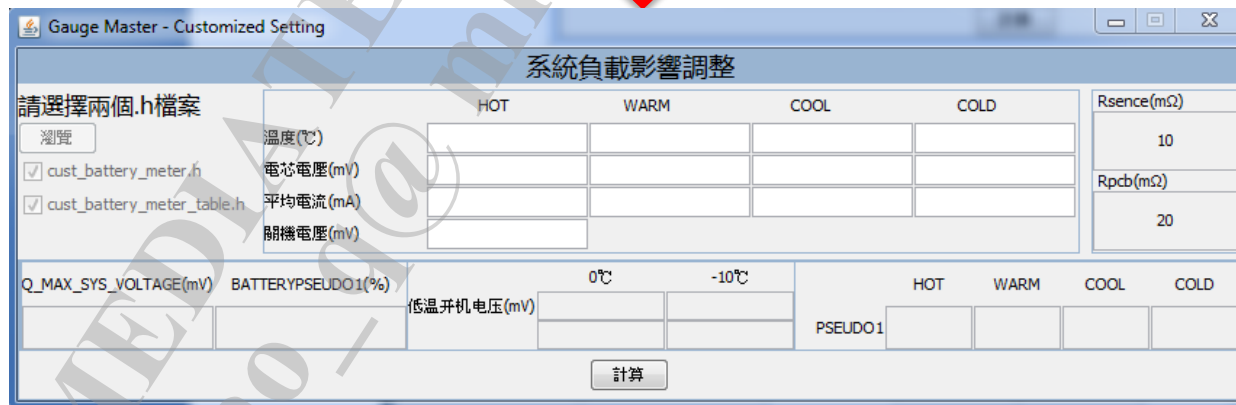 Gauge Master - Customized Setting
系統負載影響調整
請選擇兩個.h檔案
瀏覽
cust_battery_meter.h
cust_battery_meter_table.h
HOT WARM COOL COLD
温度(℃)
電芯電壓(mV)
平均電流(mA)
關機電壓(mV)
Rsence(mΩ)
10
Rpcb(mΩ)
20
Q_MAX_SYS_VOLTAGE(mV) BATTERYPSEUDO1(%)
0℃ -10℃
低温开机电压(mV)
HOT WARM COOL COLD
PSEUDO1
計算
MEDIATE